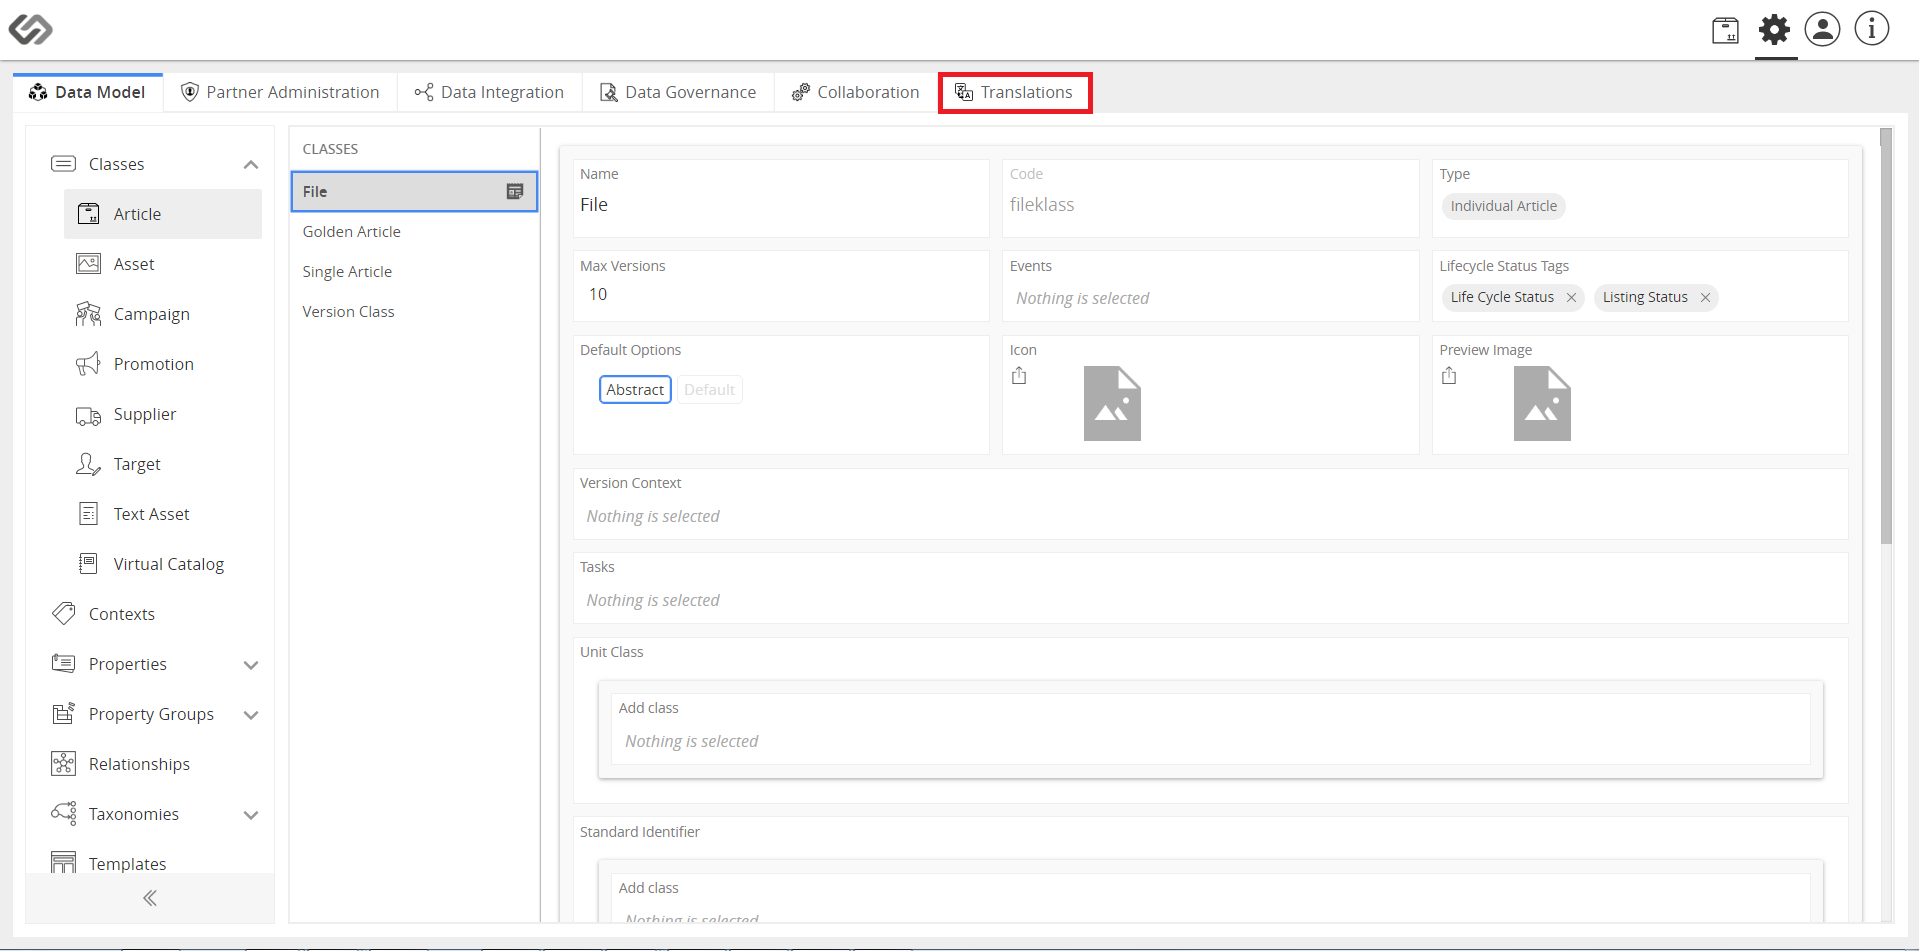 Data Model
Partner Administration
Data Integration
Data Governance
Collaboration
Translations
Classes
Article
Asset
Campaign
Promotion
Supplier
Target
Text Asset
Virtual Catalog
Contexts
Properties
Property Groups
Relationships
Taxonomies
Templates
CLASSES
File
Golden Article
Single Article
Version Class
Name
File
Code
fileklass
Type
Individual Article
Max Versions
10
Events
Nothing is selected
Lifecycle Status Tags
Life Cycle Status
Listing Status
Default Options
Abstract Default
Icon
Preview Image
Version Context
Nothing is selected
Tasks
Nothing is selected
Unit Class
Add class
Nothing is selected
Standard Identifier
Add class
Nothing is selected